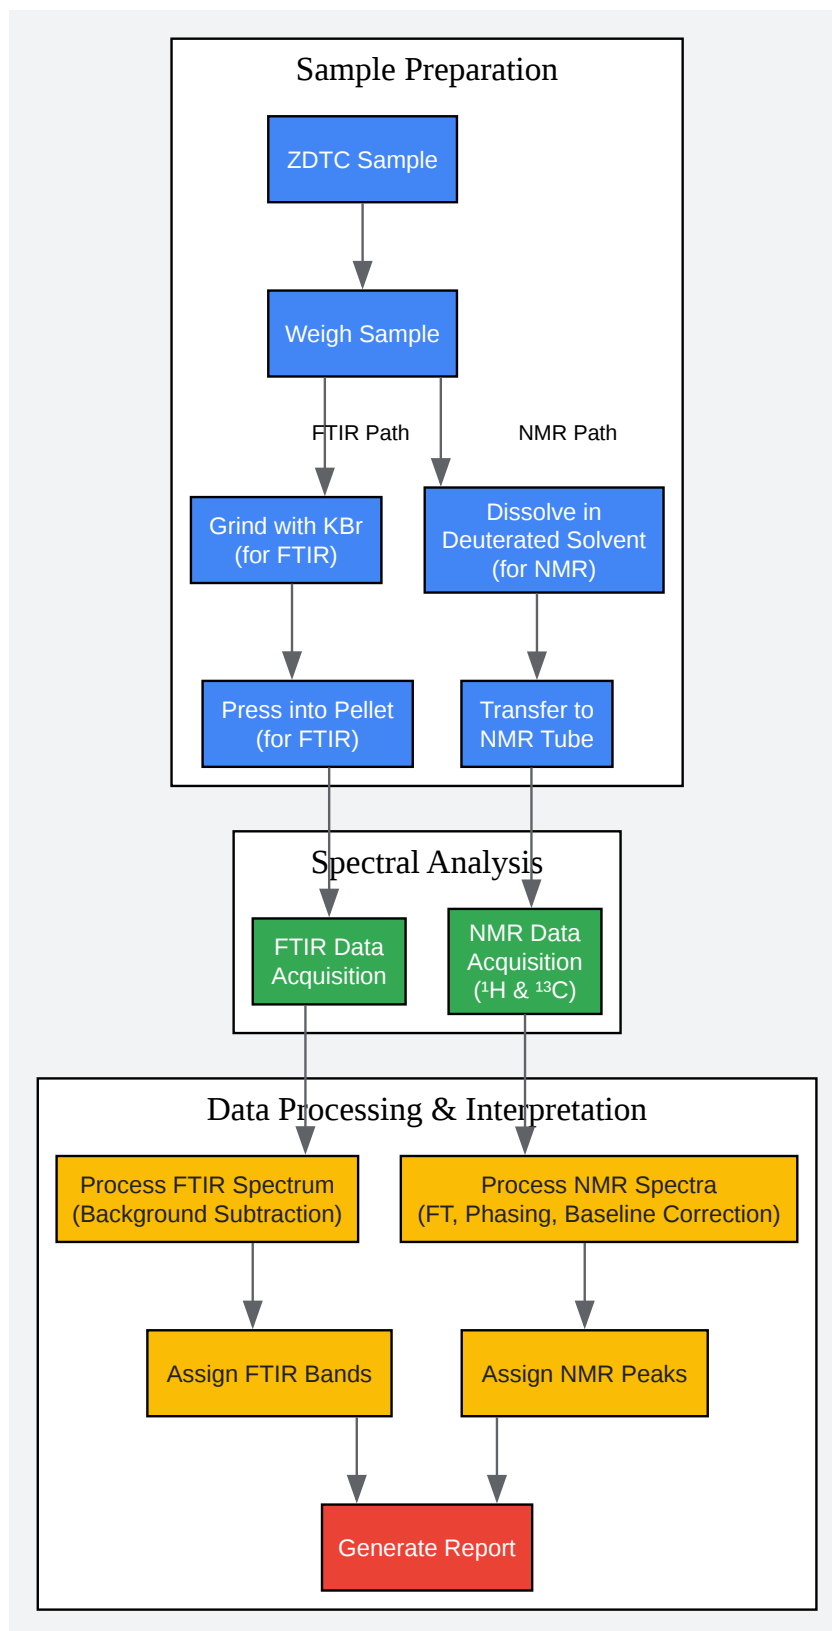 Sample Preparation
ZDTC Sample
Weigh Sample
FTIR Path
NMR Path
Grind with KBr
(for FTIR)
Dissolve in
Deuterated Solvent
(for NMR)
Press into Pellet
(for FTIR)
Transfer to
NMR Tube
Spectral Analysis
FTIR Data
Acquisition
NMR Data
Acquisition
(¹H & ¹³C)
Data Processing & Interpretation
Process FTIR Spectrum
(Background Subtraction)
Process NMR Spectra
(FT, Phasing, Baseline Correction)
Assign FTIR Bands
Assign NMR Peaks
Generate Report